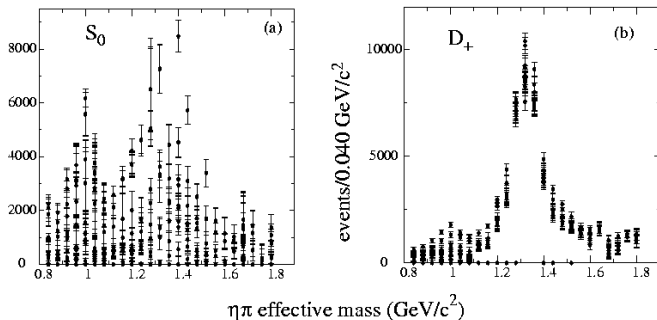 S₀ (a)
8000
6000
4000
2000
0
0.8 1 1.2 1.4 1.6 1.8
D₊ (b)
10000
5000
0
0.8 1 1.2 1.4 1.6 1.8
events/0.040 GeV/c²
ηπ effective mass (GeV/c²)